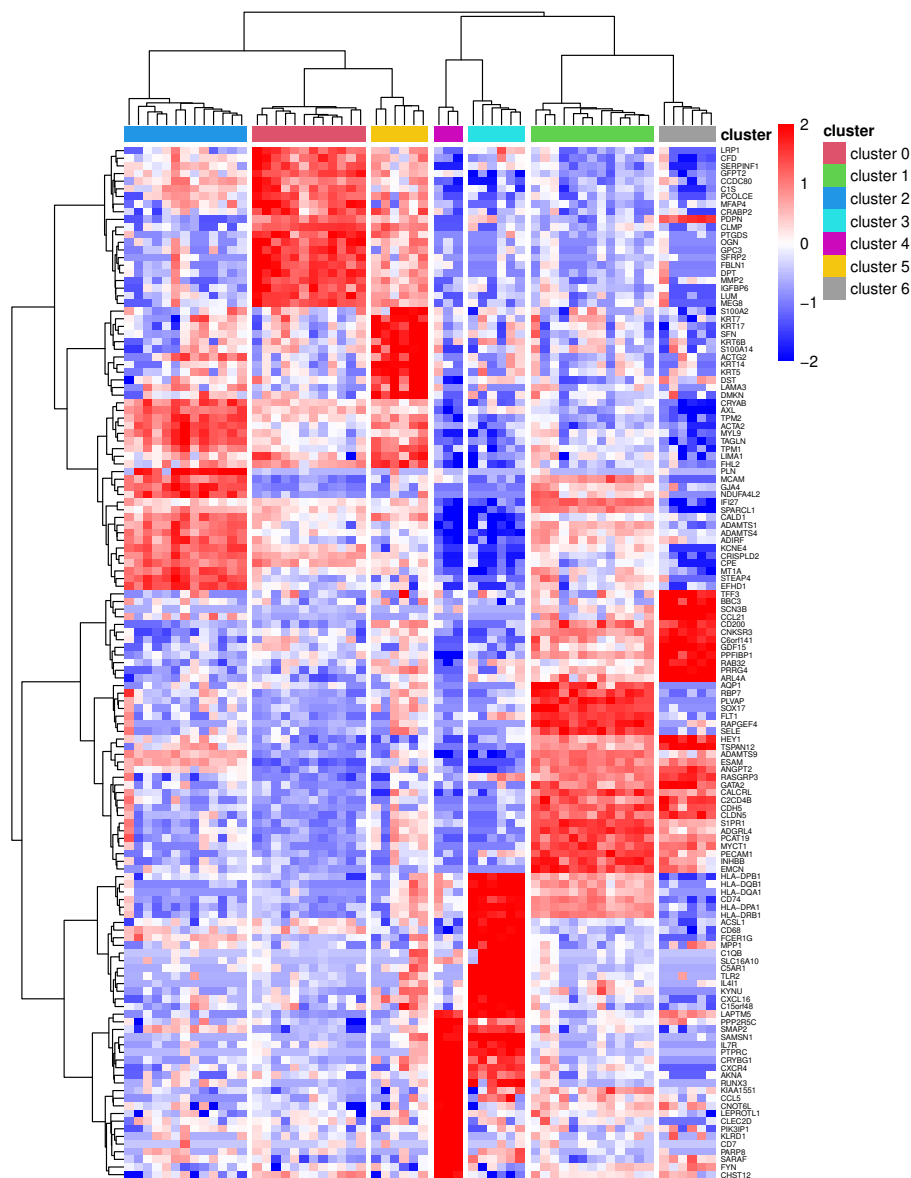 cluster
2
1
0
−1
−2
cluster
cluster 0
cluster 1
cluster 2
cluster 3
cluster 4
cluster 5
cluster 6
LRP1
CFD
SERPINF1
GFPT2
CCDC80
C1S
PCOLCE
MFAP4
CRABP2
PDPN
CLMP
PTGDS
OGN
GPC3
SFRP2
FBLN1
DPT
MMP2
IGFBP6
LUM
MEG8
S100A2
KRT7
KRT17
SFN
KRT6B
S100A14
ACTG2
KRT14
KRT5
DST
LAMA3
DMKN
CRYAB
AXL
TPM2
ACTA2
MYL9
TAGLN
TPM1
LIMA1
FHL2
PLN
MCAM
GJA4
NDUFA4L2
IFI27
SPARCL1
CALD1
ADAMTS1
ADAMTS4
ADIRF
KCNE4
CRISPLD2
CPE
MT1A
STEAP4
EFHD1
TFF3
BBC3
SCN3B
CCL21
CD200
CNKSR3
C6orf141
GDF15
PPFIBP1
RAB32
PRRG4
ARL4A
AQP1
RBP7
PLVAP
SOX17
FLT1
RAPGEF4
SELE
HEY1
TSPAN12
ADAMTS9
ESAM
ANGPT2
RASGRP3
GATA2
CALCRL
C2CD4B
CDH5
CLDN5
S1PR1
ADGRL4
PCAT19
MYCT1
PECAM1
INHBB
EMCN
HLA−DPB1
HLA−DQB1
HLA−DQA1
CD74
HLA−DPA1
HLA−DRB1
ACSL1
CD68
FCER1G
MPP1
C1QB
SLC16A10
C5AR1
TLR2
IL4I1
KYNU
CXCL16
C15orf48
LAPTM5
PPP2R5C
SMAP2
SAMSN1
IL7R
PTPRC
CRYBG1
CXCR4
AKNA
RUNX3
KIAA1551
CCL5
CNOT6L
LEPROTL1
CLEC2D
PIK3IP1
KLRD1
CD7
PARP8
SARAF
FYN
CHST12